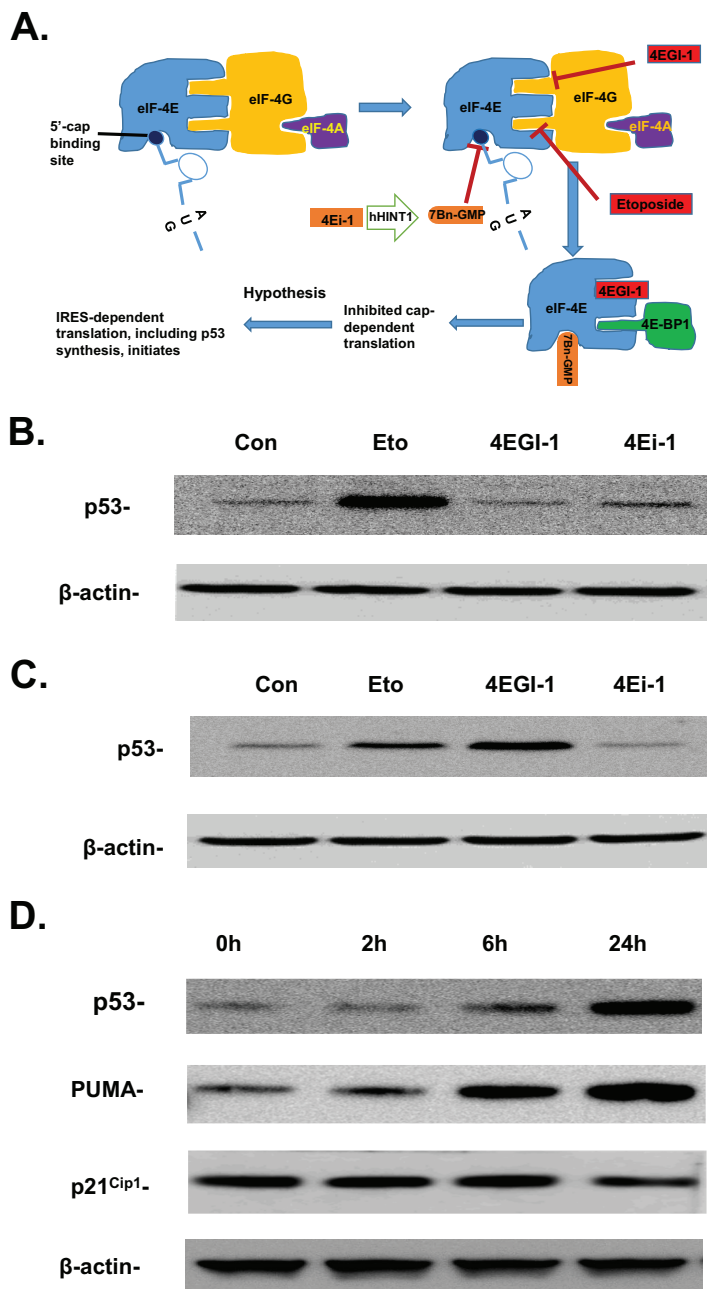 A.
eIF-4E
eIF-4G
eIF-4A
5'-cap
binding
site
A
U
G
eIF-4E
eIF-4G
eIF-4A
4EGI-1
4Ei-1
hHINT1
7Bn-GMP
A
U
G
Etoposide
eIF-4E
4EGI-1
4E-BP1
7Bn-GMP
Inhibited cap-
dependent
translation
Hypothesis
IRES-dependent
translation, including p53
synthesis, initiates
B.
Con Eto 4EGI-1 4Ei-1
p53-
β-actin-
C.
Con Eto 4EGI-1 4Ei-1
p53-
β-actin-
D.
0h 2h 6h 24h
p53-
PUMA-
p21Cip1-
β-actin-